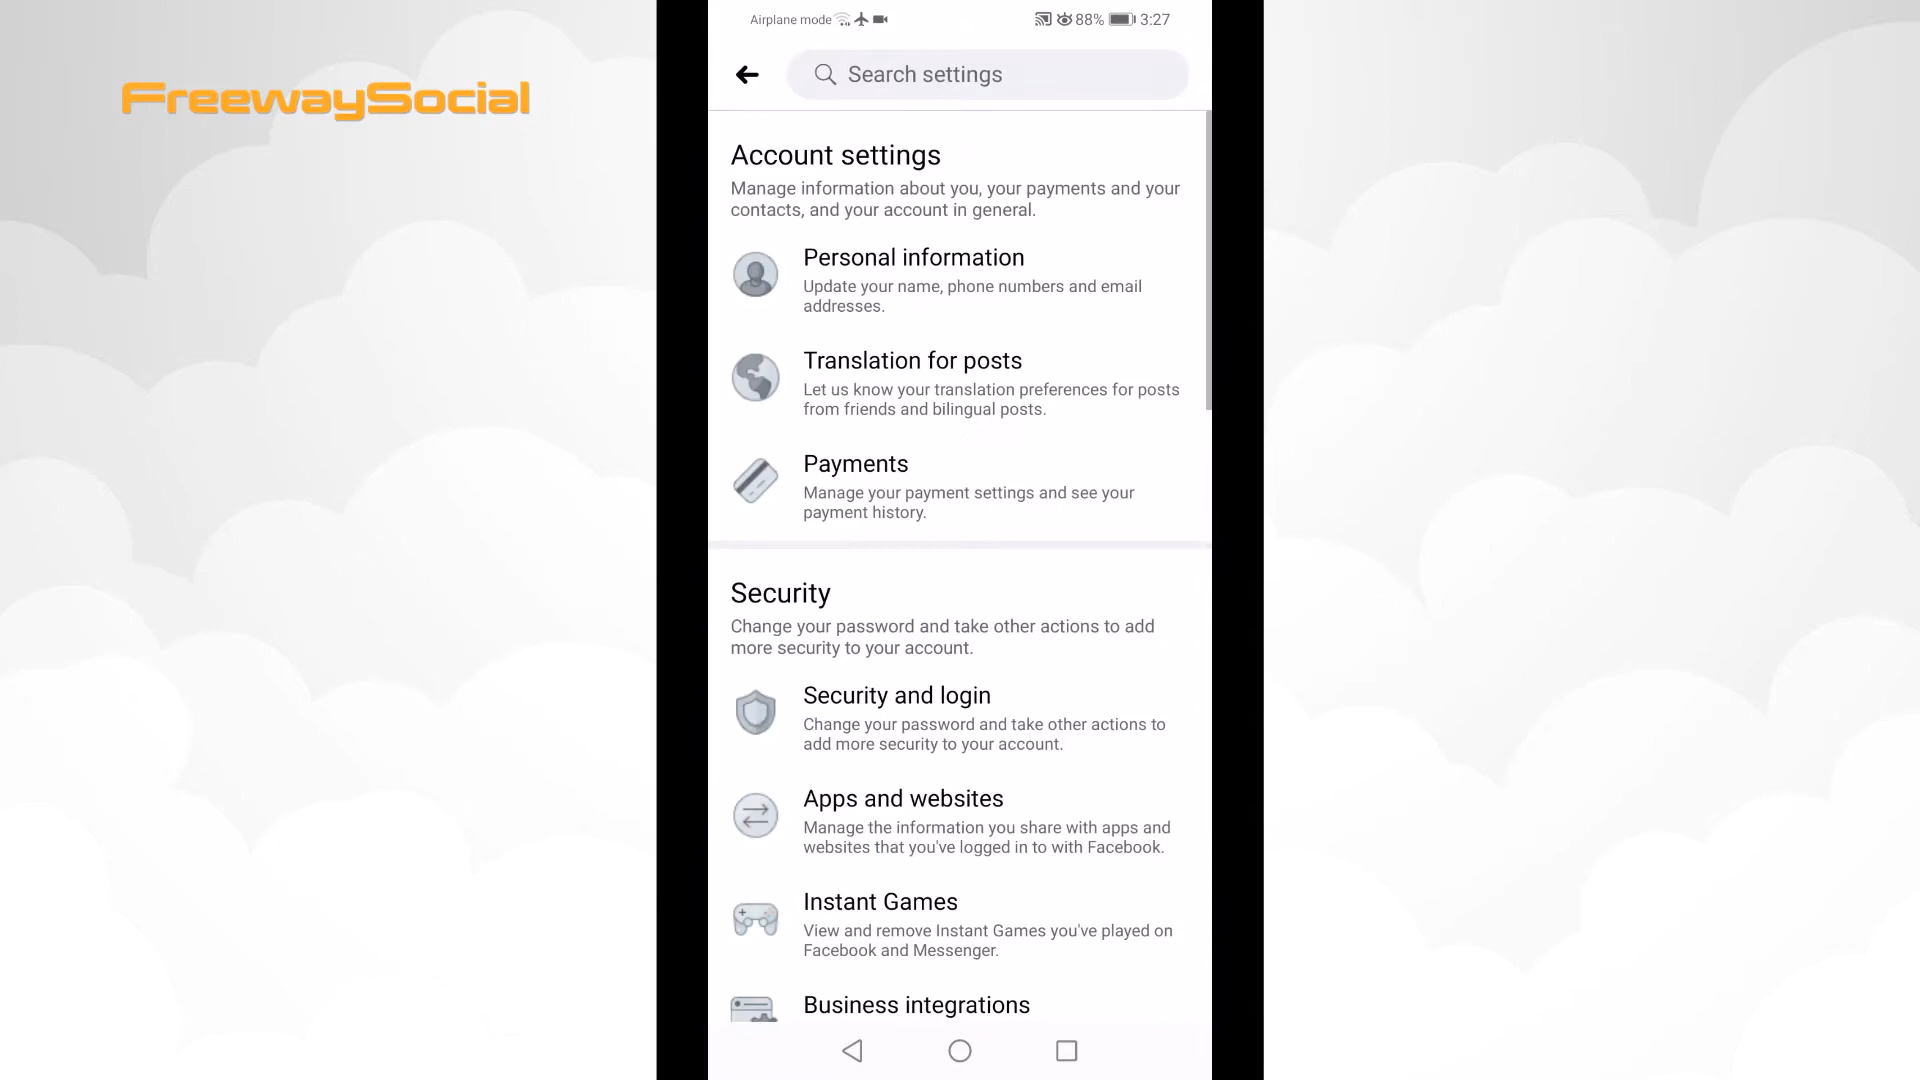 Airplane mode 88% 3:27
FreewaySocial
Search settings
Account settings
Manage information about you, your payments and your
contacts, and your account in general.
Personal information
Update your name, phone numbers and email
addresses.
Translation for posts
Let us know your translation preferences for posts
from friends and bilingual posts.
Payments
Manage your payment settings and see your
payment history.
Security
Change your password and take other actions to add
more security to your account.
Security and login
Change your password and take other actions to
add more security to your account.
Apps and websites
Manage the information you share with apps and
websites that you've logged in to with Facebook.
Instant Games
View and remove Instant Games you've played on
Facebook and Messenger.
Business integrations